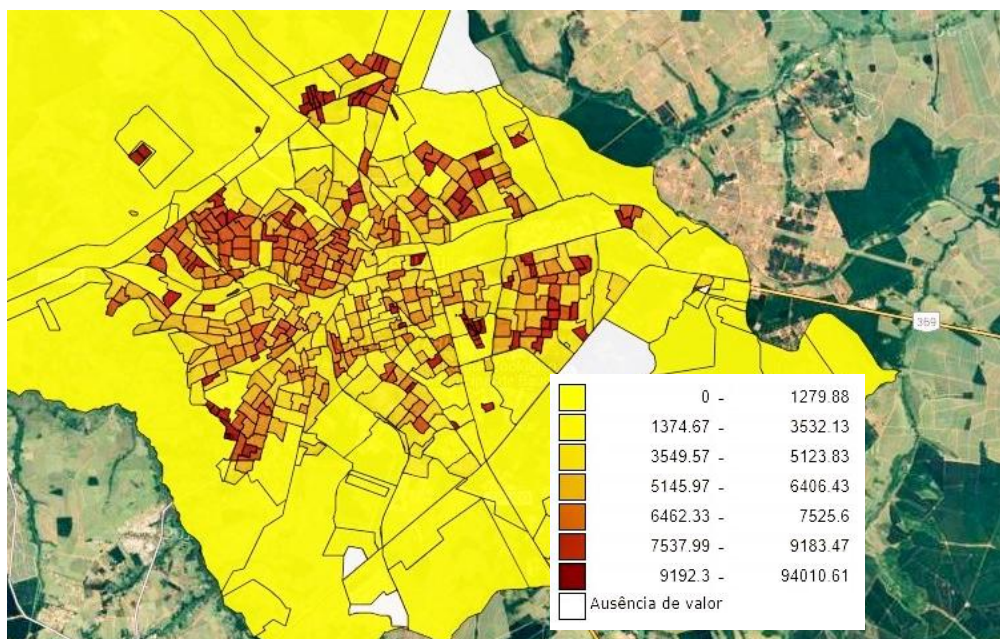 369
0 - 1279.88
1374.67 - 3532.13
3549.57 - 5123.83
5145.97 - 6406.43
6462.33 - 7525.6
7537.99 - 9183.47
9192.3 - 94010.61
Ausência de valor